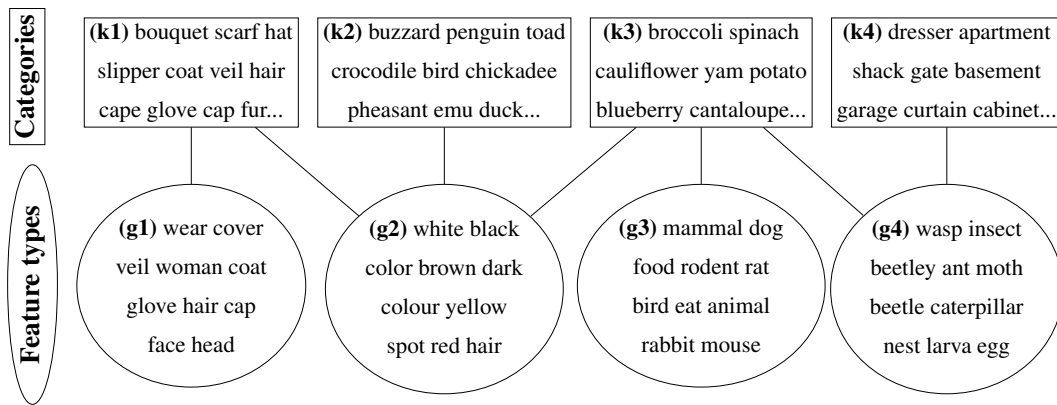 Categories
(k1) bouquet scarf hat
slipper coat veil hair
cape glove cap fur...
(k2) buzzard penguin toad
crocodile bird chickadee
pheasant emu duck...
(k3) broccoli spinach
cauliflower yam potato
blueberry cantaloupe...
(k4) dresser apartment
shack gate basement
garage curtain cabinet...
Feature types
(g1) wear cover
veil woman coat
glove hair cap
face head
(g2) white black
color brown dark
colour yellow
spot red hair
(g3) mammal dog
food rodent rat
bird eat animal
rabbit mouse
(g4) wasp insect
beetley ant moth
beetle caterpillar
nest larva egg